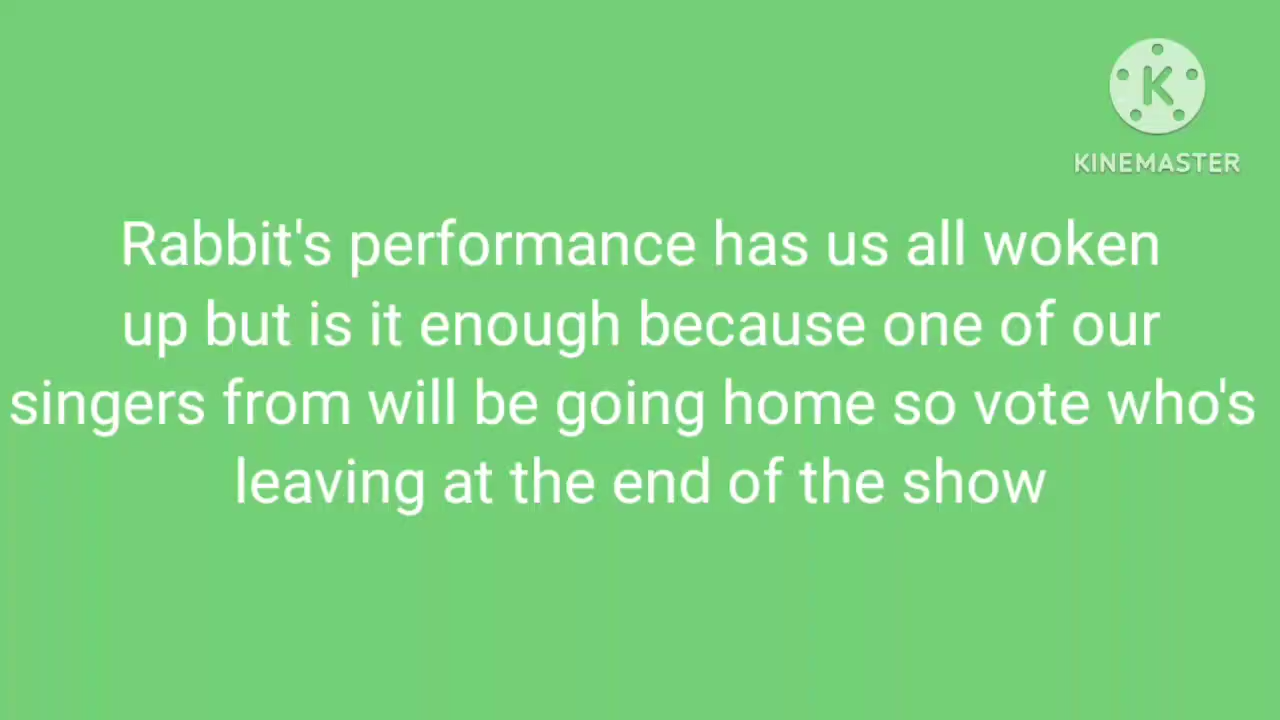 K
KINEMASTER
Rabbit's performance has us all woken
up but is it enough because one of our
singers from will be going home so vote who's
leaving at the end of the show